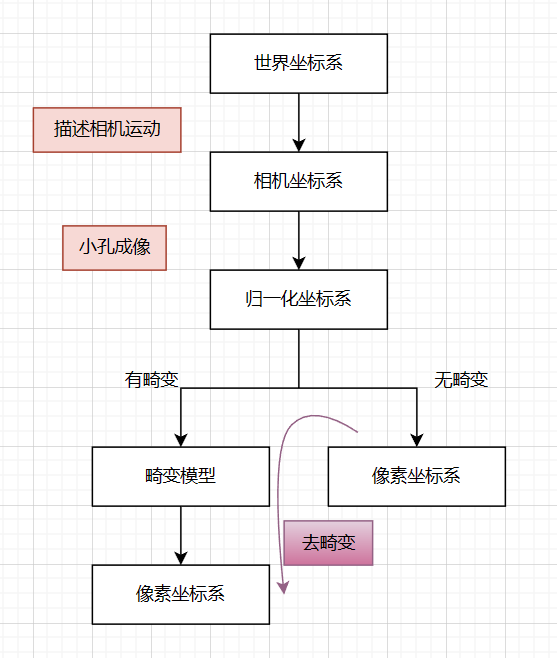 世界坐标系
描述相机运动
相机坐标系
小孔成像
归一化坐标系
有畸变
无畸变
畸变模型
像素坐标系
去畸变
像素坐标系